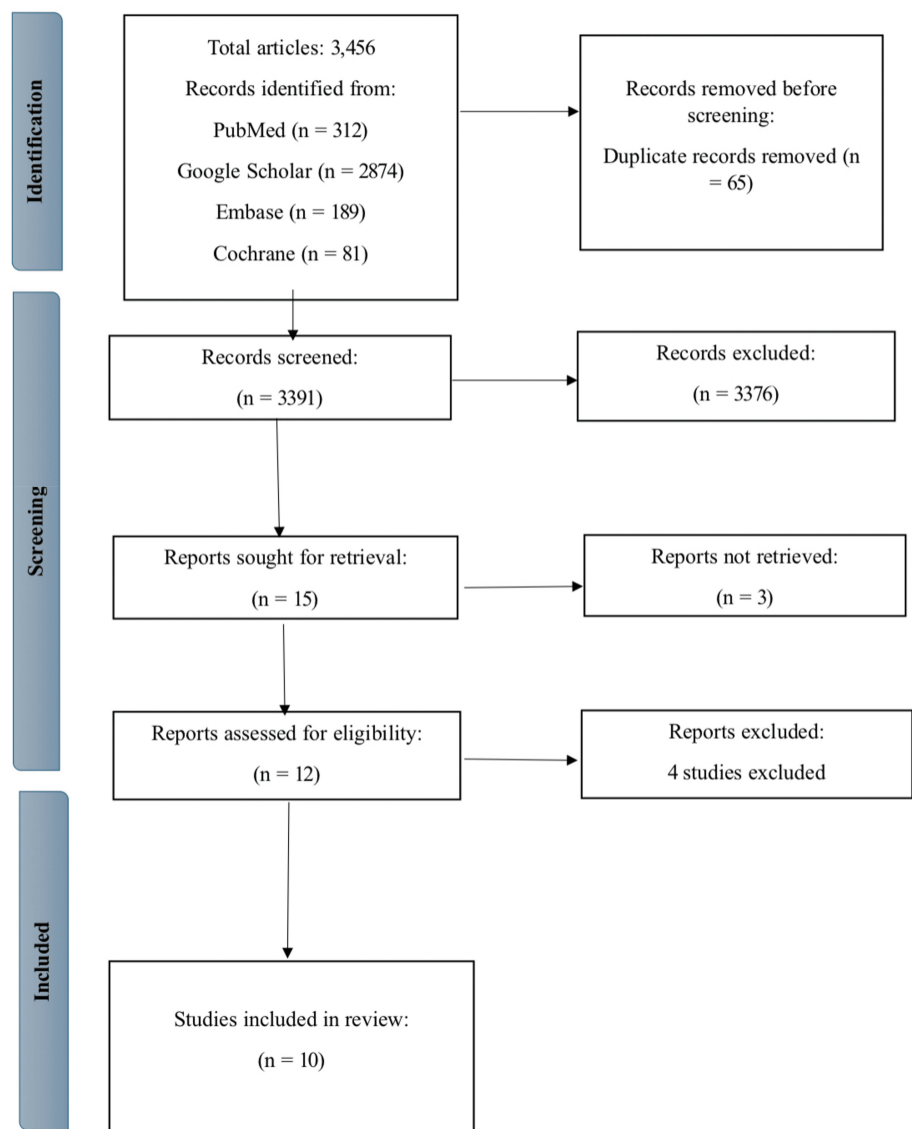 Identification
Total articles: 3,456
Records identified from:
PubMed (n = 312)
Google Scholar (n = 2874)
Embase (n = 189)
Cochrane (n = 81)
Records removed before
screening:
Duplicate records removed (n
= 65)
Screening
Records screened:
(n = 3391)
Records excluded:
(n = 3376)
Reports sought for retrieval:
(n = 15)
Reports not retrieved:
(n = 3)
Reports assessed for eligibility:
(n = 12)
Reports excluded:
4 studies excluded
Included
Studies included in review:
(n = 10)